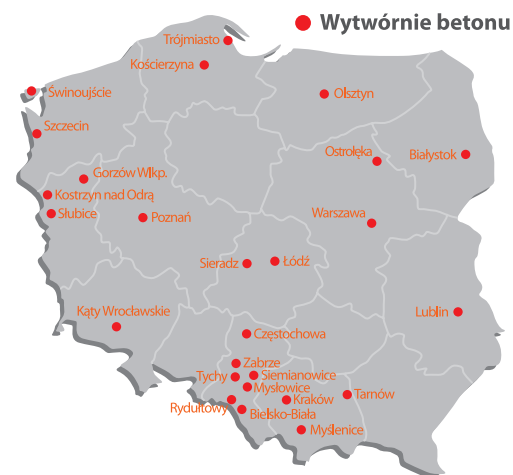 Wytwórnie betonu
Trójmiasto
Kościerzyna
Świnoujście
Olsztyn
Szczecin
Ostrołęka
Białystok
Gorzów Wlkp.
Kostrzyn nad Odrą
Słubice
Poznań
Warszawa
Sieradz
Łódź
Kąty Wrocławskie
Lublin
Częstochowa
Zabrze
Tychy
Siemianowice
Mysłowice
Rydułtowy
Kraków
Tarnów
Bielsko-Biała
Myślenice